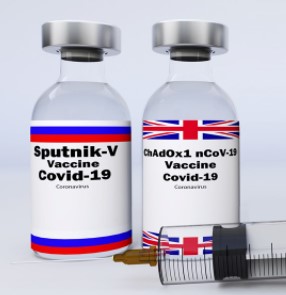 Sputnik-V
Vaccine
Covid-19
Coronavirus
ChAdOx1 nCoV-19
Vaccine
Covid-19
Coronavirus